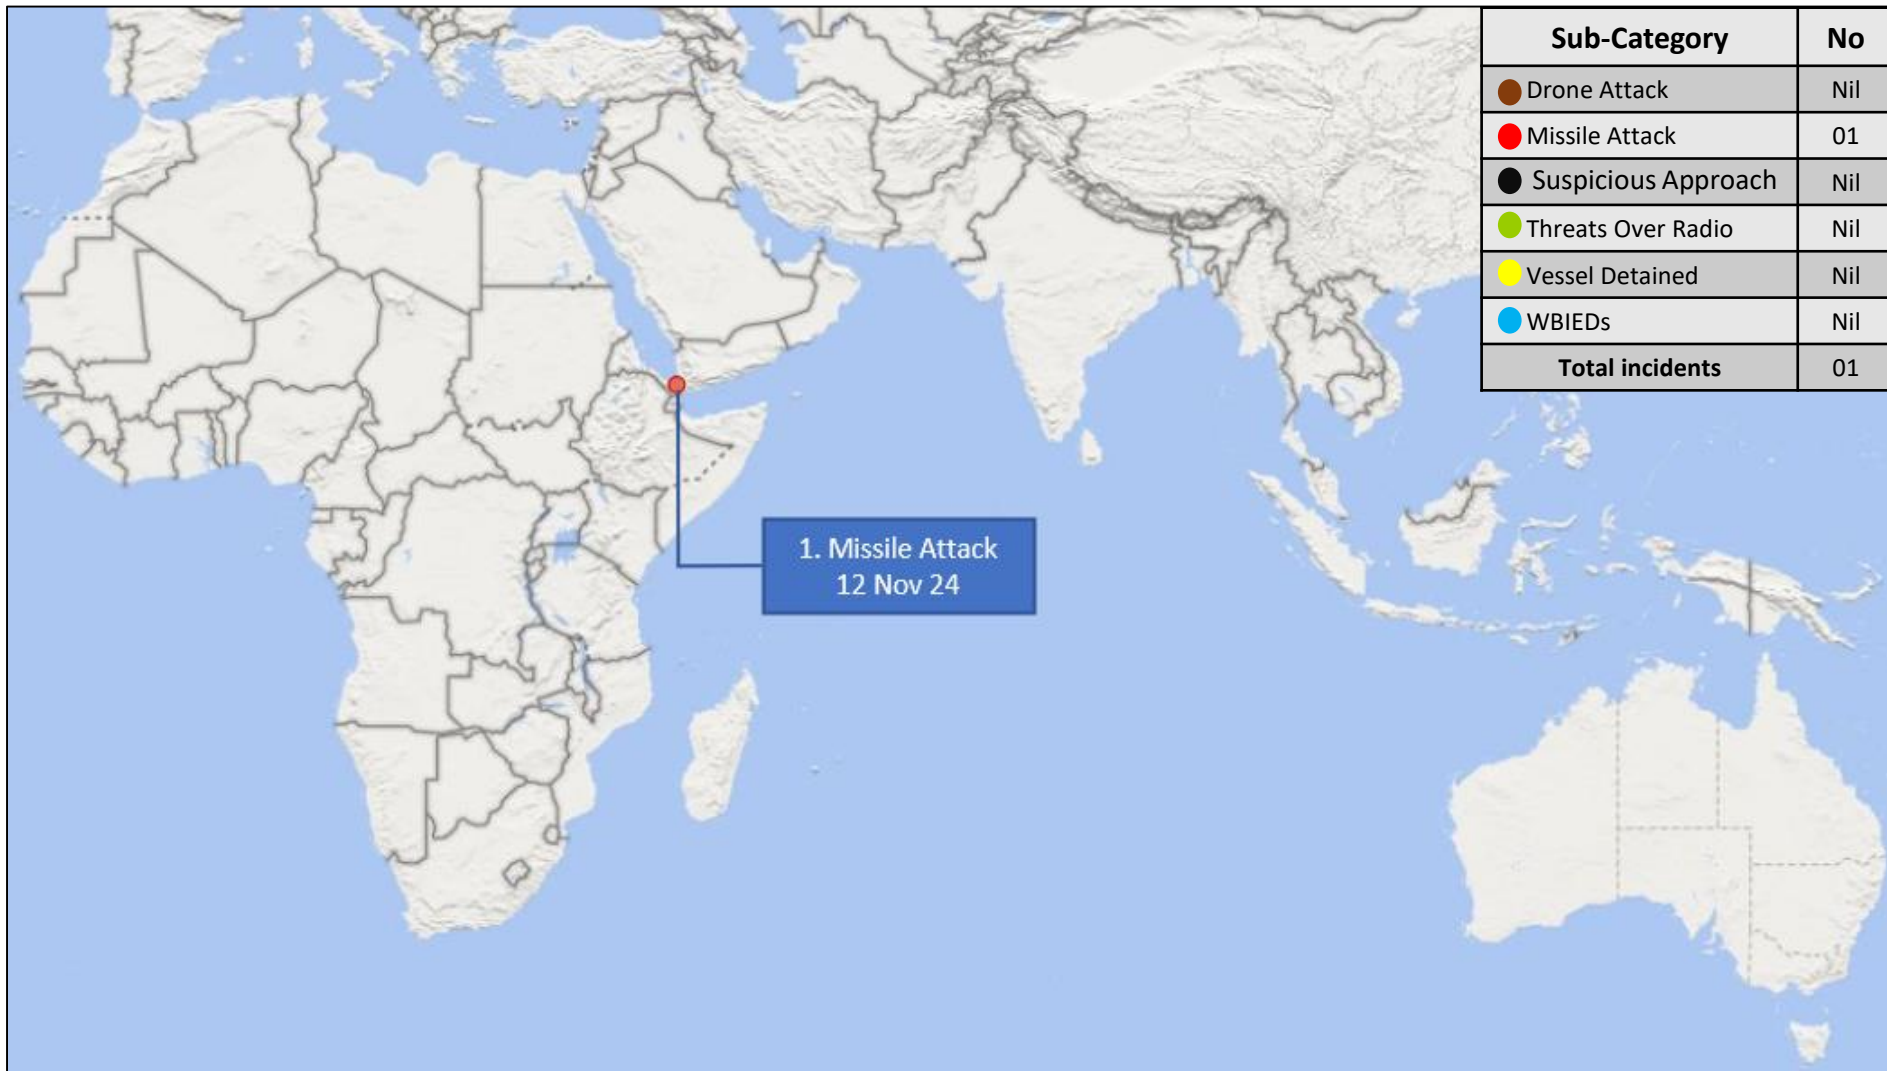 Sub-Category No
Drone Attack Nil
Missile Attack 01
Suspicious Approach Nil
Threats Over Radio Nil
Vessel Detained Nil
WBIEDs Nil
Total incidents 01
1. Missile Attack
12 Nov 24